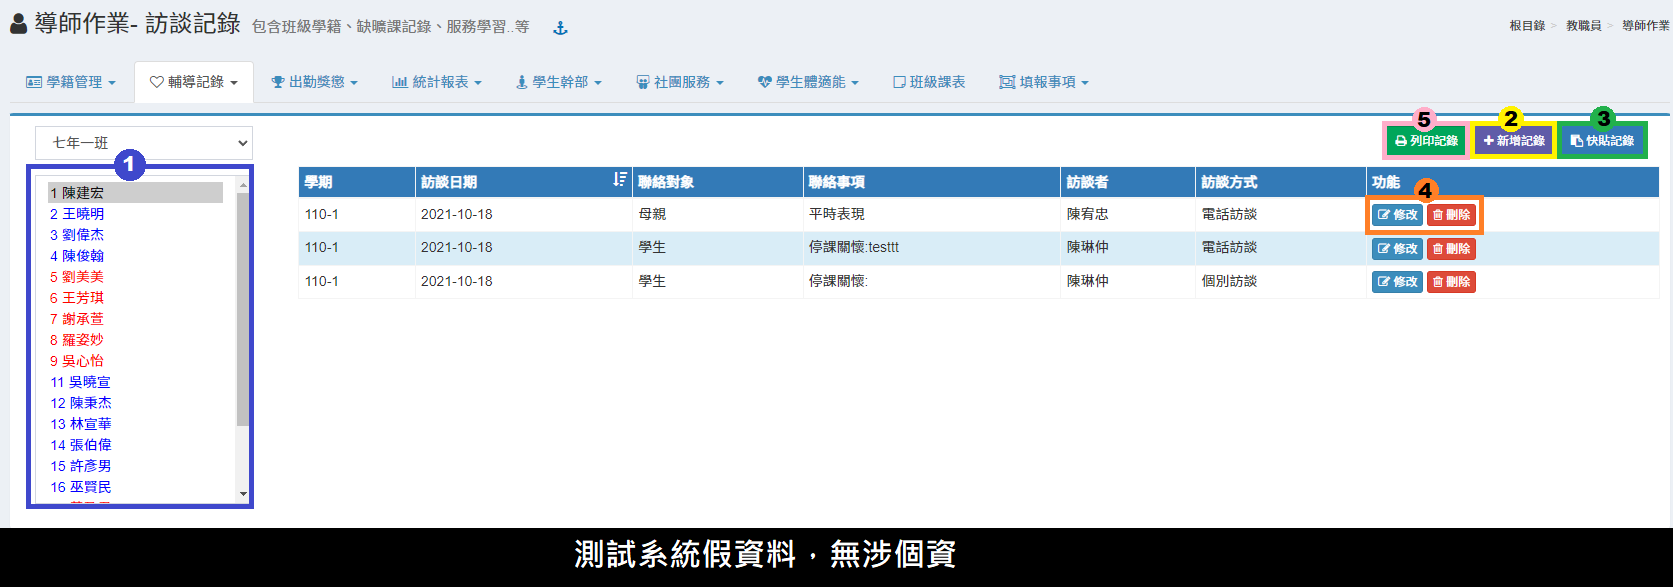 導師作業- 訪談記錄 包含班級學籍、缺曠課記錄、服務學習..等
根目錄 > 教職員 > 導師作業
學籍管理 輔導記錄 出勤獎懲 統計報表 學生幹部 社團服務 學生體適能 班級課表 填報事項
5 2 3
列印記錄 新增記錄 快貼記錄
七年一班
1
學期 訪談日期 聯絡對象 聯絡事項 訪談者 訪談方式 功能
4
110-1 2021-10-18 母親 平時表現 陳宥忠 電話訪談 修改 刪除
110-1 2021-10-18 學生 停課關懷:testtt 陳琳仲 電話訪談 修改 刪除
110-1 2021-10-18 學生 停課關懷: 陳琳仲 個別訪談 修改 刪除
1 陳建宏
2 王曉明
3 劉偉杰
4 陳俊翰
5 劉美美
6 王芳琪
7 謝承萱
8 羅姿妙
9 吳心怡
11 吳曉宣
12 陳秉杰
13 林宣華
14 張伯偉
15 許彥男
16 巫賢民
測試系統假資料，無涉個資